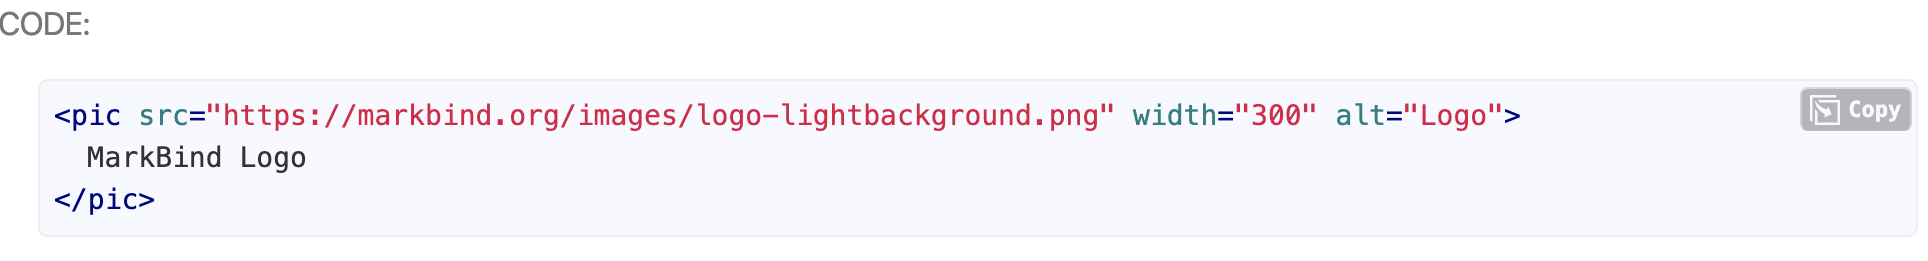 CODE:
<pic src="https://markbind.org/images/logo-lightbackground.png" width="300" alt="Logo">
Copy
  MarkBind Logo
</pic>